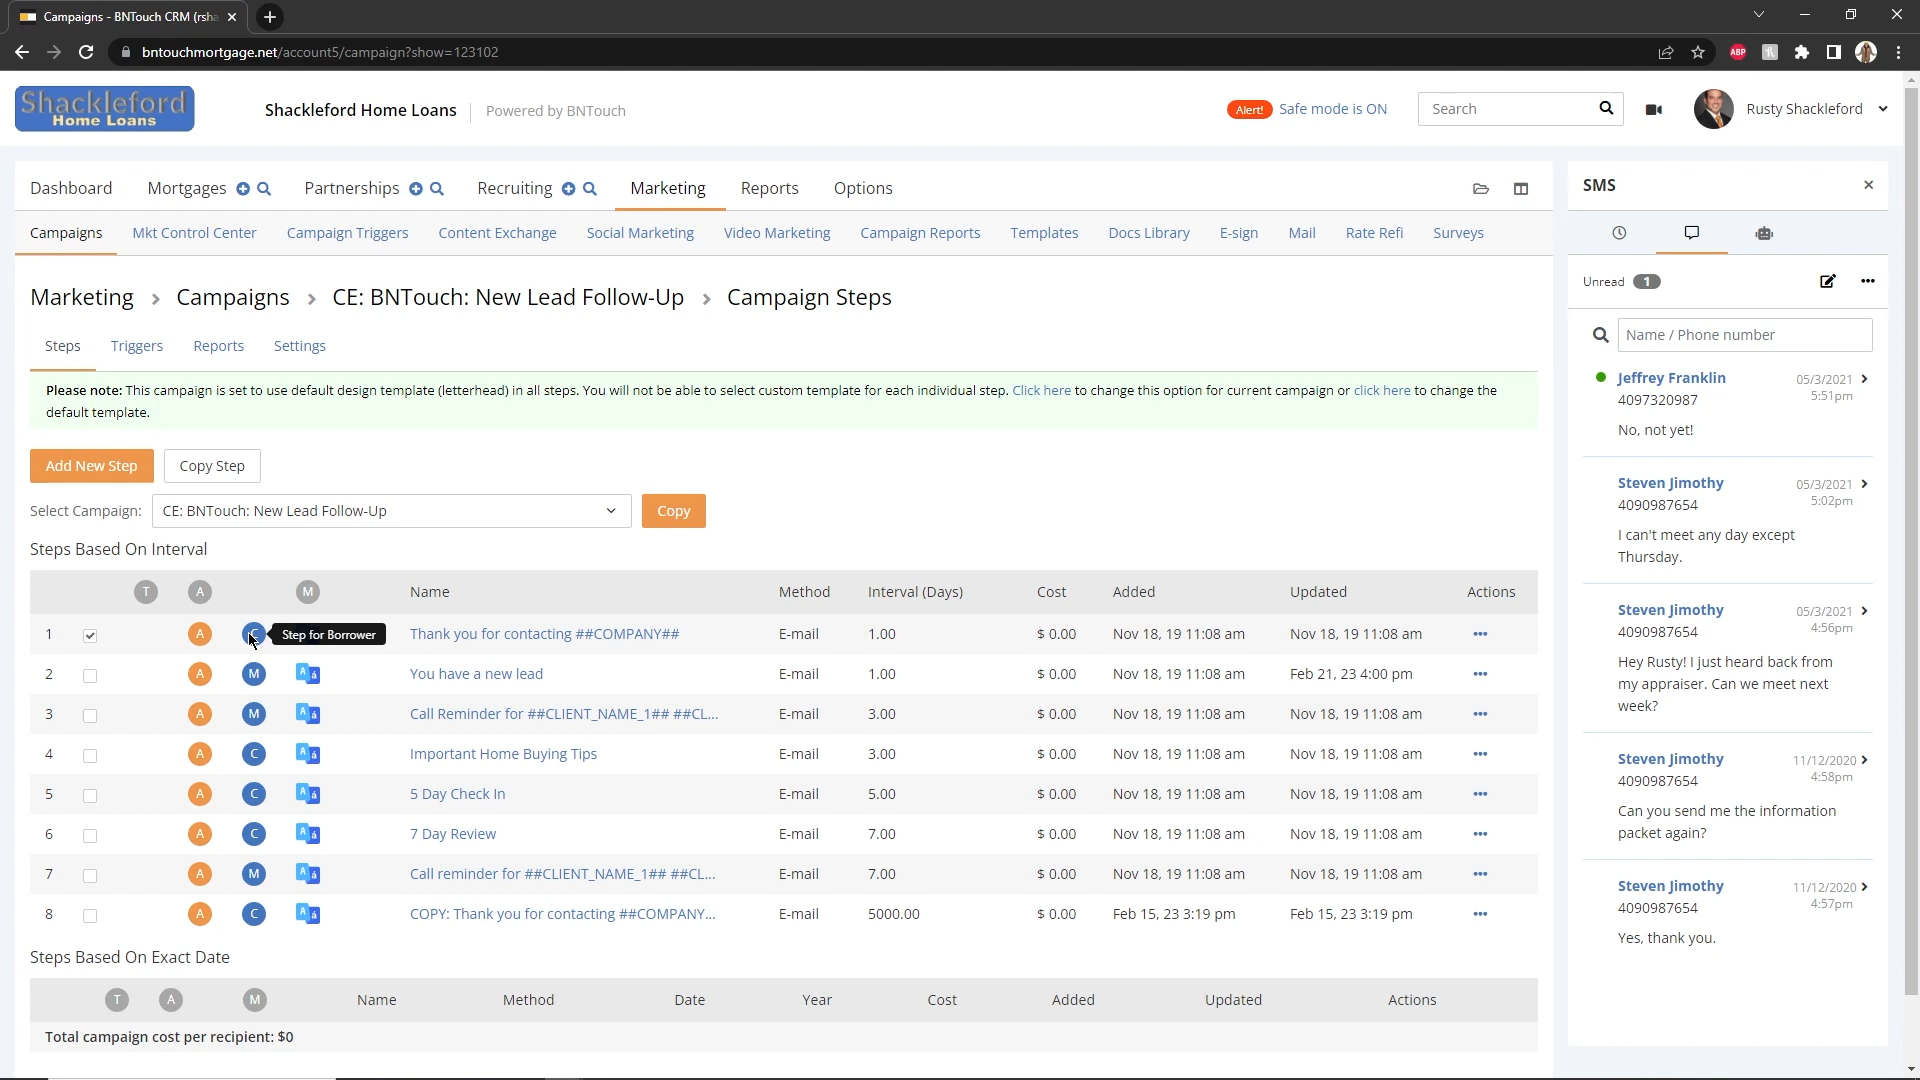 Campaigns - BNTouch CRM (rsha
bntouchmortgage.net/account5/campaign?show=123102
ABP
Shackleford
Home Loans
Shackleford Home Loans
Powered by BNTouch
Alert! Safe mode is ON
Search
Rusty Shackleford
Dashboard Mortgages Partnerships Recruiting Marketing Reports Options
Campaigns Mkt Control Center Campaign Triggers Content Exchange Social Marketing Video Marketing Campaign Reports Templates Docs Library E-sign Mail Rate Refi Surveys
Marketing > Campaigns > CE: BNTouch: New Lead Follow-Up > Campaign Steps
Steps Triggers Reports Settings
Please note: This campaign is set to use default design template (letterhead) in all steps. You will not be able to select custom template for each individual step. Click here to change this option for current campaign or click here to change the
default template.
Add New Step Copy Step
Select Campaign: CE: BNTouch: New Lead Follow-Up Copy
Steps Based On Interval
T A M Name Method Interval (Days) Cost Added Updated Actions
1 A C Step for Borrower Thank you for contacting ##COMPANY## E-mail 1.00 $ 0.00 Nov 18, 19 11:08 am Nov 18, 19 11:08 am •••
2 A M You have a new lead E-mail 1.00 $ 0.00 Nov 18, 19 11:08 am Feb 21, 23 4:00 pm •••
3 A M Call Reminder for ##CLIENT_NAME_1## ##CL... E-mail 3.00 $ 0.00 Nov 18, 19 11:08 am Nov 18, 19 11:08 am •••
4 A C Important Home Buying Tips E-mail 3.00 $ 0.00 Nov 18, 19 11:08 am Nov 18, 19 11:08 am •••
5 A C 5 Day Check In E-mail 5.00 $ 0.00 Nov 18, 19 11:08 am Nov 18, 19 11:08 am •••
6 A C 7 Day Review E-mail 7.00 $ 0.00 Nov 18, 19 11:08 am Nov 18, 19 11:08 am •••
7 A M Call reminder for ##CLIENT_NAME_1## ##CL... E-mail 7.00 $ 0.00 Nov 18, 19 11:08 am Nov 18, 19 11:08 am •••
8 A C COPY: Thank you for contacting ##COMPANY... E-mail 5000.00 $ 0.00 Feb 15, 23 3:19 pm Feb 15, 23 3:19 pm •••
Steps Based On Exact Date
T A M Name Method Date Year Cost Added Updated Actions
Total campaign cost per recipient: $0
SMS
Unread 1
Name / Phone number
Jeffrey Franklin 05/3/2021
4097320987 5:51pm
No, not yet!
Steven Jimothy 05/3/2021
4090987654 5:02pm
I can't meet any day except
Thursday.
Steven Jimothy 05/3/2021
4090987654 4:56pm
Hey Rusty! I just heard back from
my appraiser. Can we meet next
week?
Steven Jimothy 11/12/2020
4090987654 4:58pm
Can you send me the information
packet again?
Steven Jimothy 11/12/2020
4090987654 4:57pm
Yes, thank you.